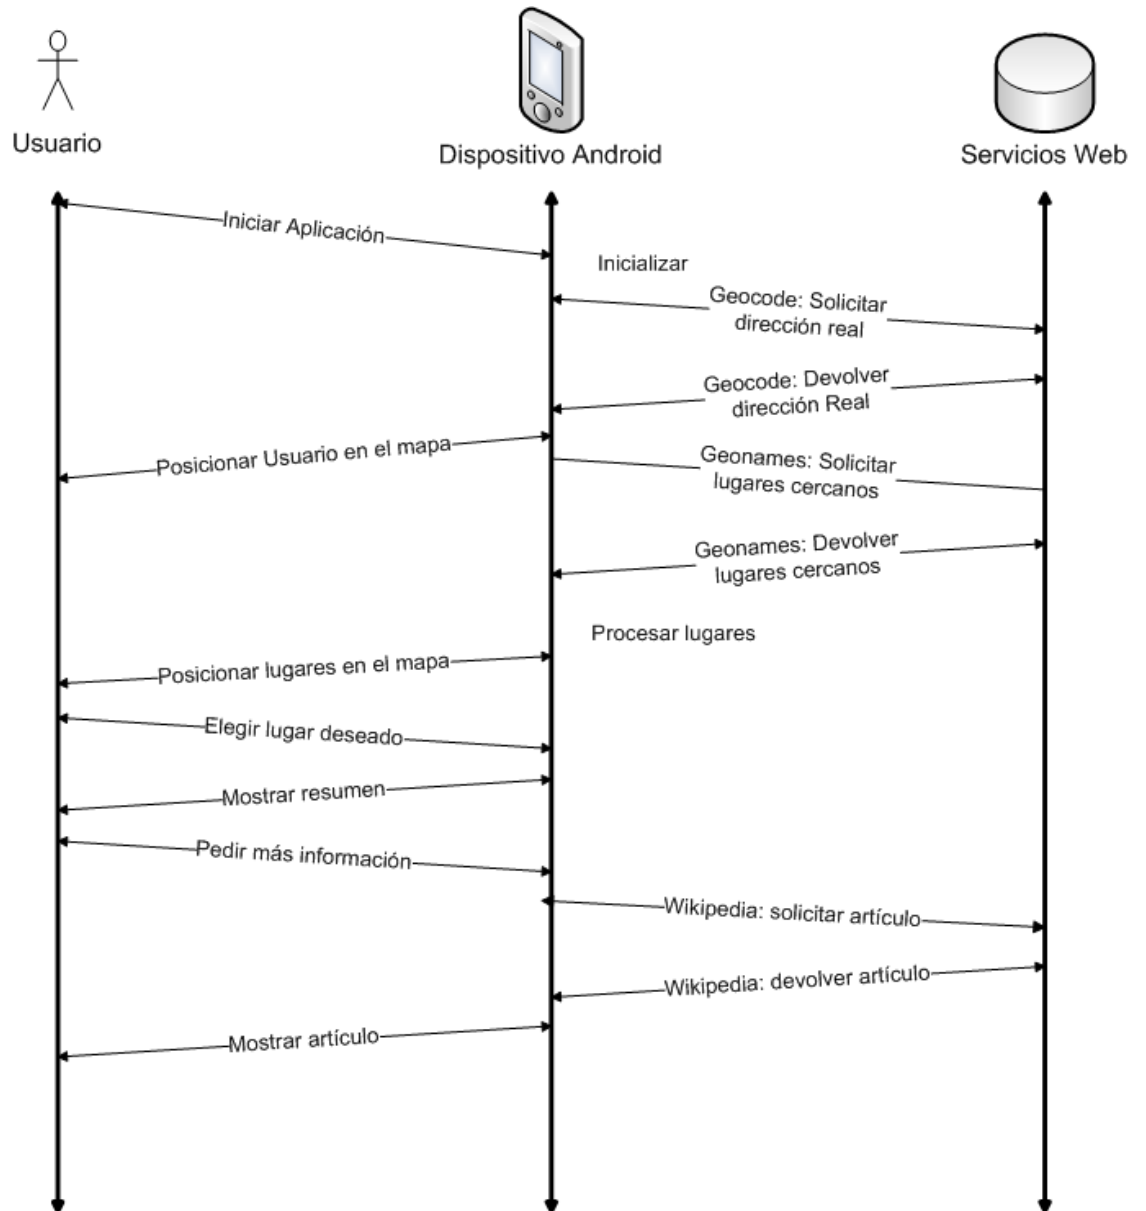 Usuario
Dispositivo Android
Servicios Web
Iniciar Aplicación
Inicializar
Geocode: Solicitar
dirección real
Geocode: Devolver
dirección Real
Posicionar Usuario en el mapa
Geonames: Solicitar
lugares cercanos
Geonames: Devolver
lugares cercanos
Procesar lugares
Posicionar lugares en el mapa
Elegir lugar deseado
Mostrar resumen
Pedir más información
Wikipedia: solicitar artículo
Wikipedia: devolver artículo
Mostrar artículo